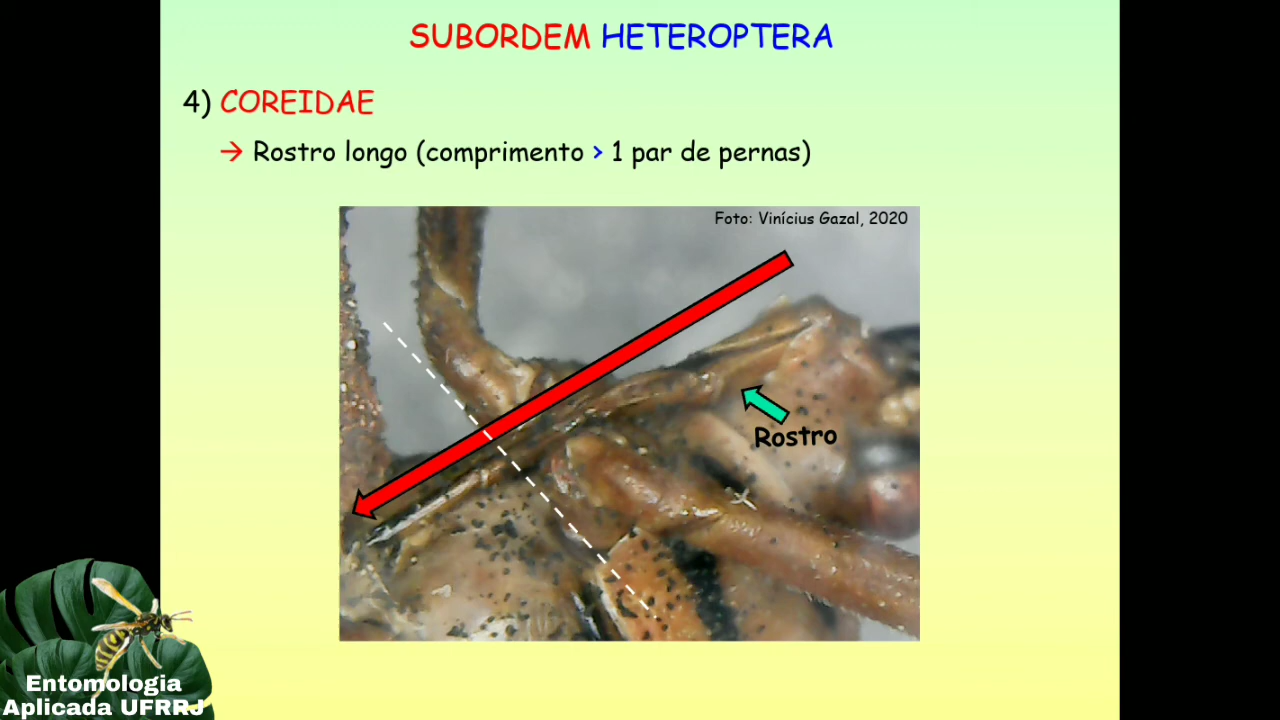 SUBORDEM HETEROPTERA
4) COREIDAE
→ Rostro longo (comprimento > 1 par de pernas)
Foto: Vinícius Gazal, 2020
Rostro
Entomologia
Aplicada UFRRJ